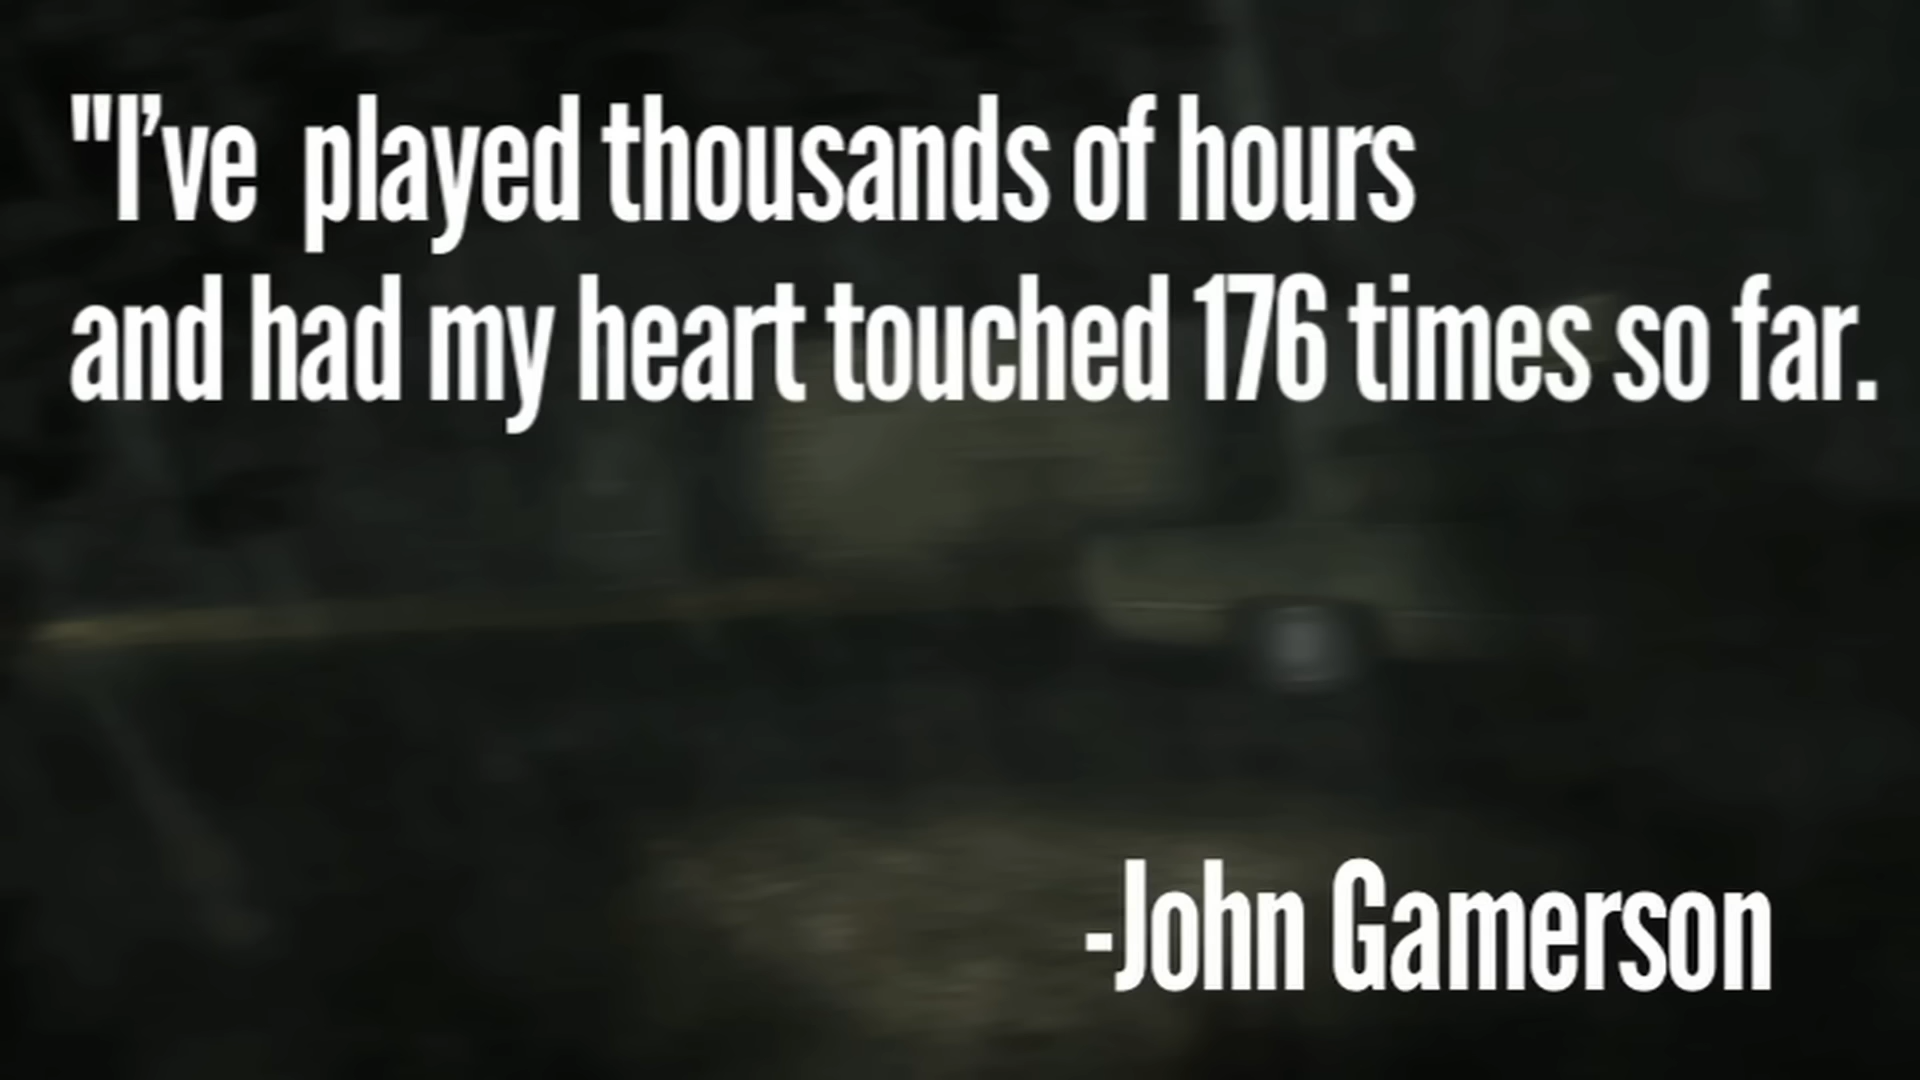 "I’ve  played thousands of hours
and had my heart touched 176 times so far.
-John Gamerson